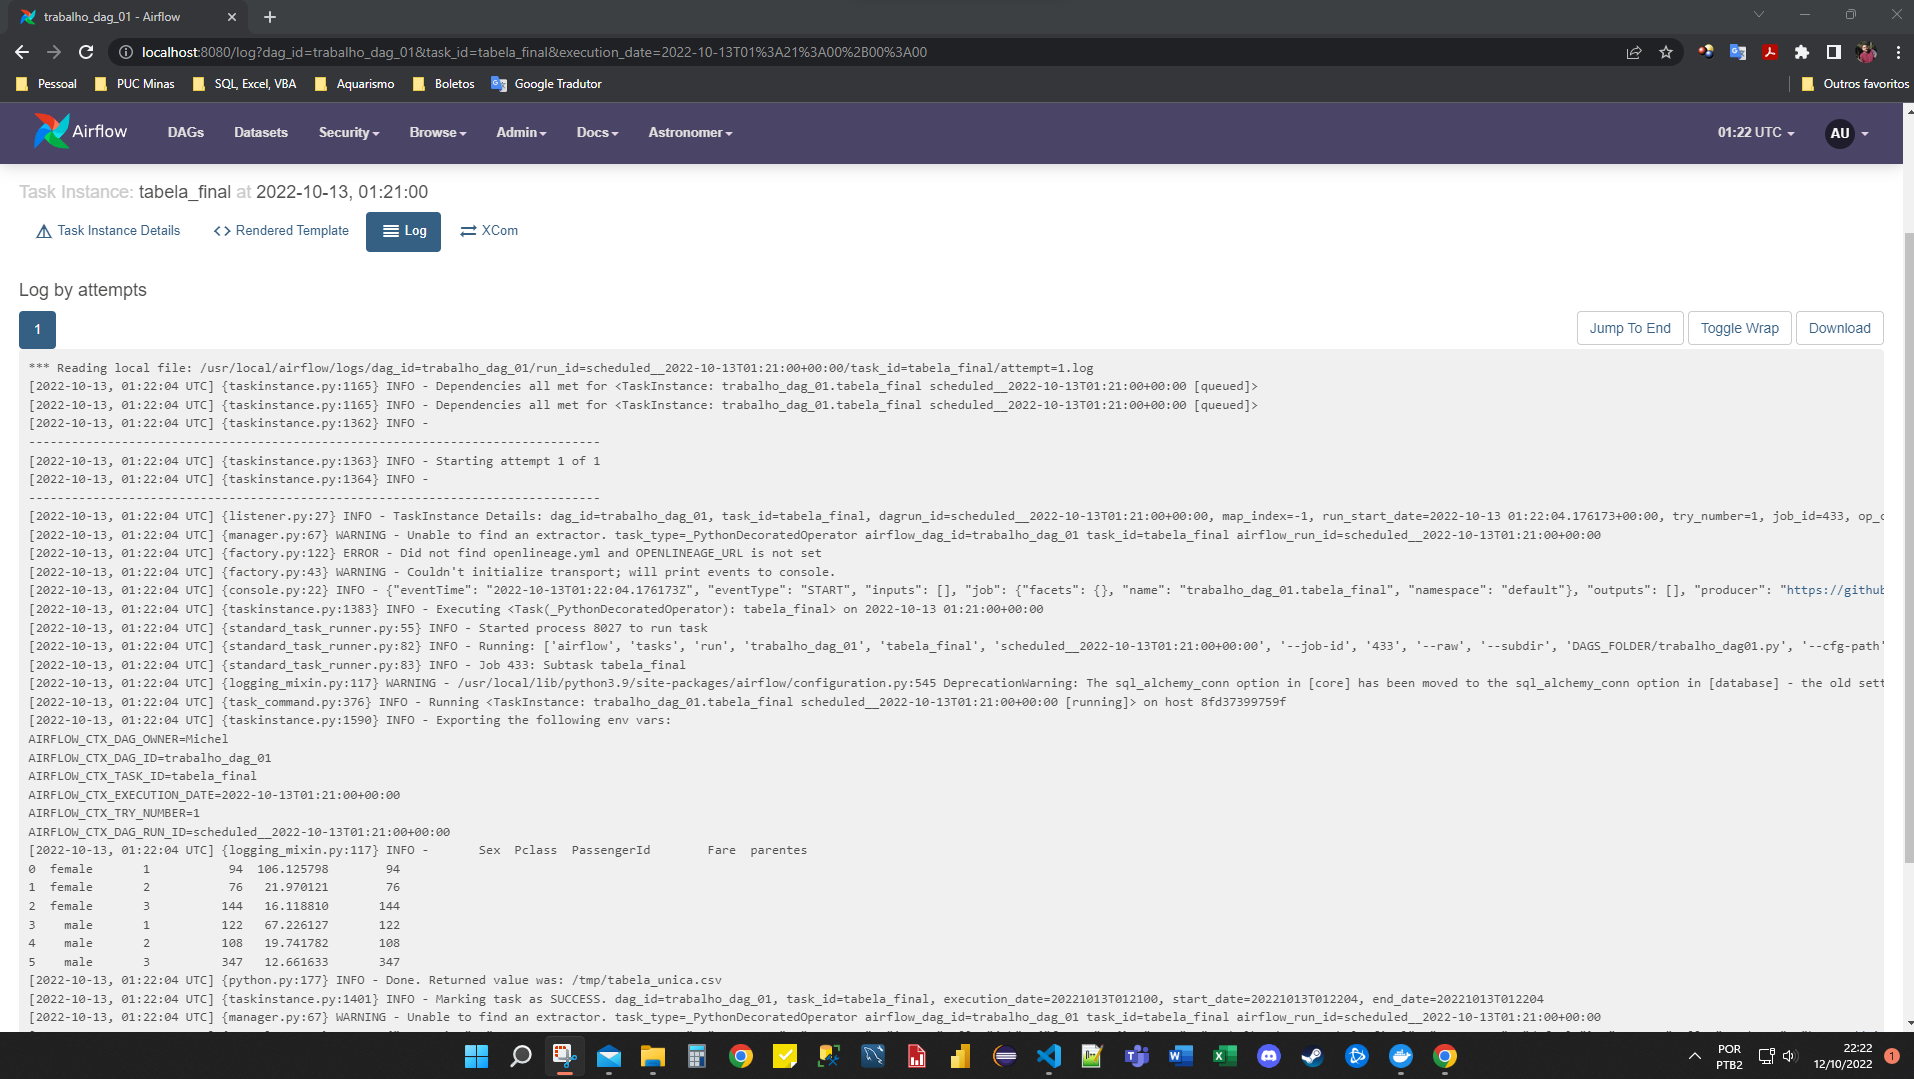 trabalho_dag_01 - Airflow
localhost:8080/log?dag_id=trabalho_dag_01&task_id=tabela_final&execution_date=2022-10-13T01%3A21%3A00%2B00%3A00
Pessoal PUC Minas SQL, Excel, VBA Aquarismo Boletos Google Tradutor Outros favoritos
Airflow DAGs Datasets Security Browse Admin Docs Astronomer 01:22 UTC AU
Task Instance: tabela_final at 2022-10-13, 01:21:00
Task Instance Details <> Rendered Template Log XCom
Log by attempts
1 Jump To End Toggle Wrap Download
*** Reading local file: /usr/local/airflow/logs/dag_id=trabalho_dag_01/run_id=scheduled__2022-10-13T01:21:00+00:00/task_id=tabela_final/attempt=1.log
[2022-10-13, 01:22:04 UTC] {taskinstance.py:1165} INFO - Dependencies all met for <TaskInstance: trabalho_dag_01.tabela_final scheduled__2022-10-13T01:21:00+00:00 [queued]>
[2022-10-13, 01:22:04 UTC] {taskinstance.py:1165} INFO - Dependencies all met for <TaskInstance: trabalho_dag_01.tabela_final scheduled__2022-10-13T01:21:00+00:00 [queued]>
[2022-10-13, 01:22:04 UTC] {taskinstance.py:1362} INFO -
--------------------------------------------------------------------------------
[2022-10-13, 01:22:04 UTC] {taskinstance.py:1363} INFO - Starting attempt 1 of 1
[2022-10-13, 01:22:04 UTC] {taskinstance.py:1364} INFO -
--------------------------------------------------------------------------------
[2022-10-13, 01:22:04 UTC] {listener.py:27} INFO - TaskInstance Details: dag_id=trabalho_dag_01, task_id=tabela_final, dagrun_id=scheduled__2022-10-13T01:21:00+00:00, map_index=-1, run_start_date=2022-10-13 01:22:04.176173+00:00, try_number=1, job_id=433, op_c
[2022-10-13, 01:22:04 UTC] {manager.py:67} WARNING - Unable to find an extractor. task_type=_PythonDecoratedOperator airflow_dag_id=trabalho_dag_01 task_id=tabela_final airflow_run_id=scheduled__2022-10-13T01:21:00+00:00
[2022-10-13, 01:22:04 UTC] {factory.py:122} ERROR - Did not find openlineage.yml and OPENLINEAGE_URL is not set
[2022-10-13, 01:22:04 UTC] {factory.py:43} WARNING - Couldn't initialize transport; will print events to console.
[2022-10-13, 01:22:04 UTC] {console.py:22} INFO - {"eventTime": "2022-10-13T01:22:04.176173Z", "eventType": "START", "inputs": [], "job": {"facets": {}, "name": "trabalho_dag_01.tabela_final", "namespace": "default"}, "outputs": [], "producer": "https://github
[2022-10-13, 01:22:04 UTC] {taskinstance.py:1383} INFO - Executing <Task(_PythonDecoratedOperator): tabela_final> on 2022-10-13 01:21:00+00:00
[2022-10-13, 01:22:04 UTC] {standard_task_runner.py:55} INFO - Started process 8027 to run task
[2022-10-13, 01:22:04 UTC] {standard_task_runner.py:82} INFO - Running: ['airflow', 'tasks', 'run', 'trabalho_dag_01', 'tabela_final', 'scheduled__2022-10-13T01:21:00+00:00', '--job-id', '433', '--raw', '--subdir', 'DAGS_FOLDER/trabalho_dag01.py', '--cfg-path'
[2022-10-13, 01:22:04 UTC] {standard_task_runner.py:83} INFO - Job 433: Subtask tabela_final
[2022-10-13, 01:22:04 UTC] {logging_mixin.py:117} WARNING - /usr/local/lib/python3.9/site-packages/airflow/configuration.py:545 DeprecationWarning: The sql_alchemy_conn option in [core] has been moved to the sql_alchemy_conn option in [database] - the old sett
[2022-10-13, 01:22:04 UTC] {task_command.py:376} INFO - Running <TaskInstance: trabalho_dag_01.tabela_final scheduled__2022-10-13T01:21:00+00:00 [running]> on host 8fd37399759f
[2022-10-13, 01:22:04 UTC] {taskinstance.py:1590} INFO - Exporting the following env vars:
AIRFLOW_CTX_DAG_OWNER=Michel
AIRFLOW_CTX_DAG_ID=trabalho_dag_01
AIRFLOW_CTX_TASK_ID=tabela_final
AIRFLOW_CTX_EXECUTION_DATE=2022-10-13T01:21:00+00:00
AIRFLOW_CTX_TRY_NUMBER=1
AIRFLOW_CTX_DAG_RUN_ID=scheduled__2022-10-13T01:21:00+00:00
[2022-10-13, 01:22:04 UTC] {logging_mixin.py:117} INFO -       Sex  Pclass  PassengerId        Fare  parentes
0  female       1           94  106.125798        94
1  female       2           76   21.970121        76
2  female       3          144   16.118810       144
3    male       1          122   67.226127       122
4    male       2          108   19.741782       108
5    male       3          347   12.661633       347
[2022-10-13, 01:22:04 UTC] {python.py:177} INFO - Done. Returned value was: /tmp/tabela_unica.csv
[2022-10-13, 01:22:04 UTC] {taskinstance.py:1401} INFO - Marking task as SUCCESS. dag_id=trabalho_dag_01, task_id=tabela_final, execution_date=20221013T012100, start_date=20221013T012204, end_date=20221013T012204
[2022-10-13, 01:22:04 UTC] {manager.py:67} WARNING - Unable to find an extractor. task_type=_PythonDecoratedOperator airflow_dag_id=trabalho_dag_01 task_id=tabela_final airflow_run_id=scheduled__2022-10-13T01:21:00+00:00
POR 22:22
PTB2 12/10/2022 1